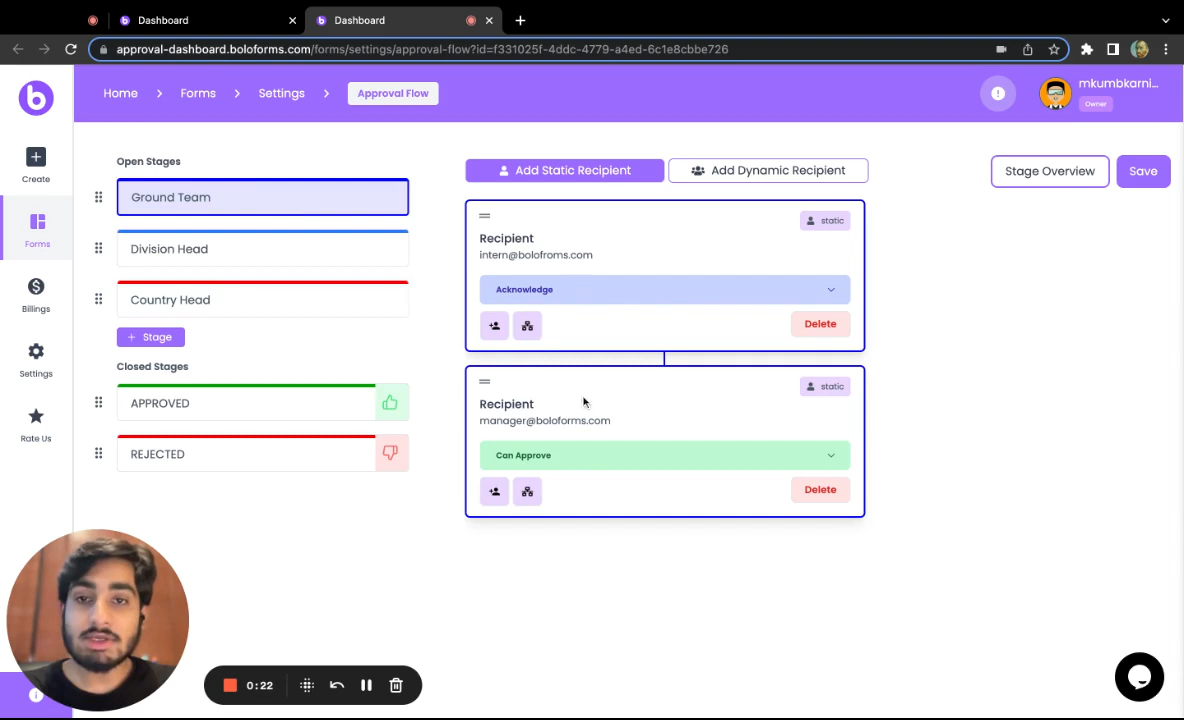 Dashboard
Dashboard
approval-dashboard.boloforms.com/forms/settings/approval-flow?id=f331025f-4ddc-4779-a4ed-6c1e8cbbe726
b
Home > Forms > Settings > Approval Flow
mkumbkarni...
Owner
Create
Forms
Billings
Settings
Rate Us
Open Stages
Ground Team
Division Head
Country Head
+ Stage
Closed Stages
APPROVED
REJECTED
Add Static Recipient
Add Dynamic Recipient
Stage Overview
Save
static
Recipient
intern@bolofroms.com
Acknowledge
Delete
static
Recipient
manager@boloforms.com
Can Approve
Delete
0:22